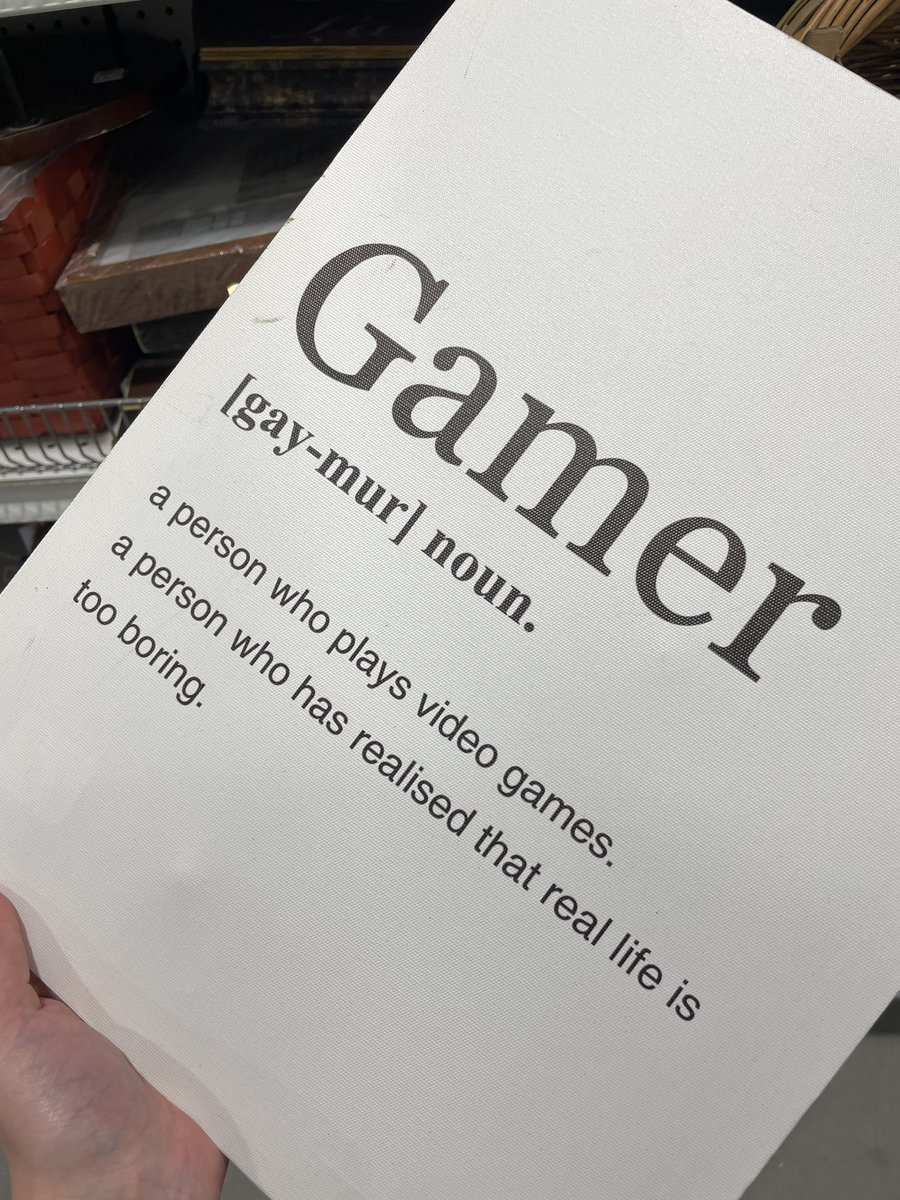 Gamer
[gay-mur] noun.
a person who plays video games.
a person who has realised that real life is
too boring.